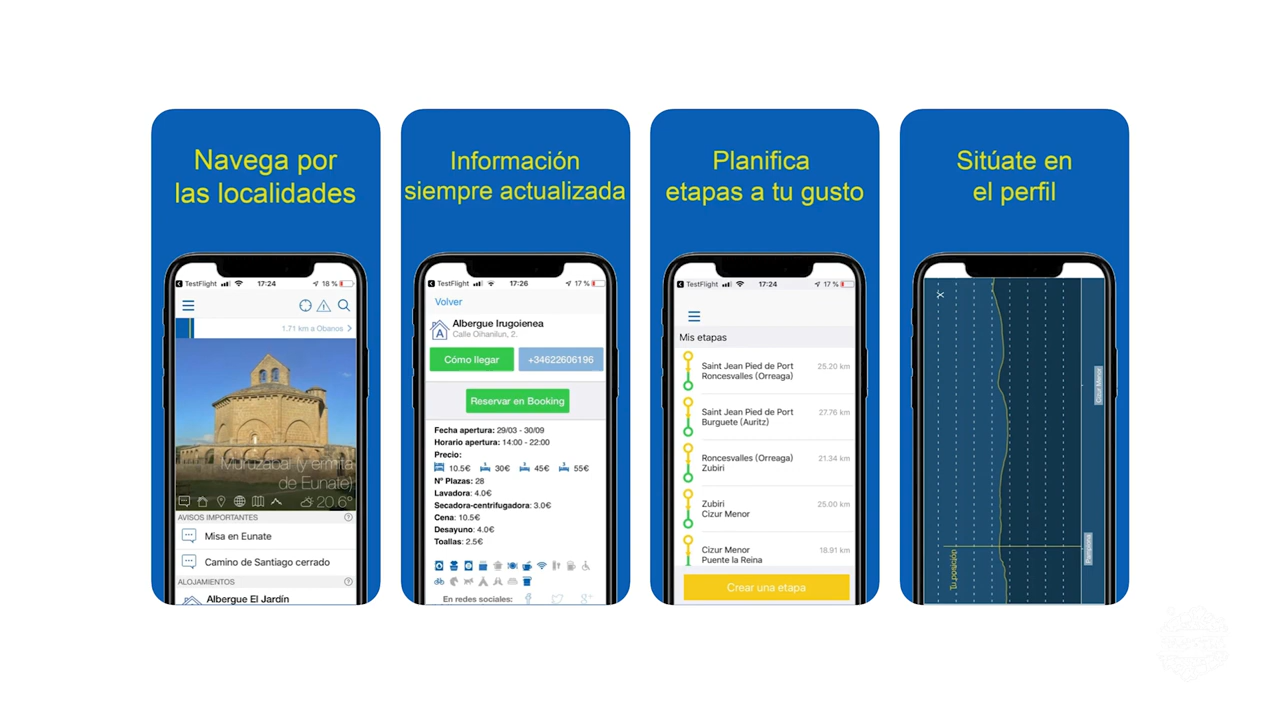 Navega por
las localidades
TestFlight 17:24 18 %
1.71 km a Obanos
Muruzábal (y ermita
de Eunate)
20.6°
AVISOS IMPORTANTES
Misa en Eunate
Camino de Santiago cerrado
ALOJAMIENTOS
Albergue El Jardín
Información
siempre actualizada
TestFlight 17:26 17 %
Volver
A
Albergue Irugoienea
Calle Oihanilun, 2.
Cómo llegar +34622606196
Reservar en Booking
Fecha apertura: 29/03 - 30/09
Horario apertura: 14:00 - 22:00
Precio:
10.5€ 30€ 45€ 55€
Nº Plazas: 28
Lavadora: 4.0€
Secadora-centrifugadora: 3.0€
Cena: 10.5€
Desayuno: 4.0€
Toallas: 2.5€
En redes sociales:
Planifica
etapas a tu gusto
TestFlight 17:24 17 %
Mis etapas
Saint Jean Pied de Port 25.20 km
Roncesvalles (Orreaga)
Saint Jean Pied de Port 27.76 km
Burguete (Auritz)
Roncesvalles (Orreaga) 21.34 km
Zubiri
Zubiri 25.00 km
Cizur Menor
Cizur Menor 18.91 km
Puente la Reina
Crear una etapa
Sitúate en
el perfil
X
Cizur Menor
Pamplona
Tu posición